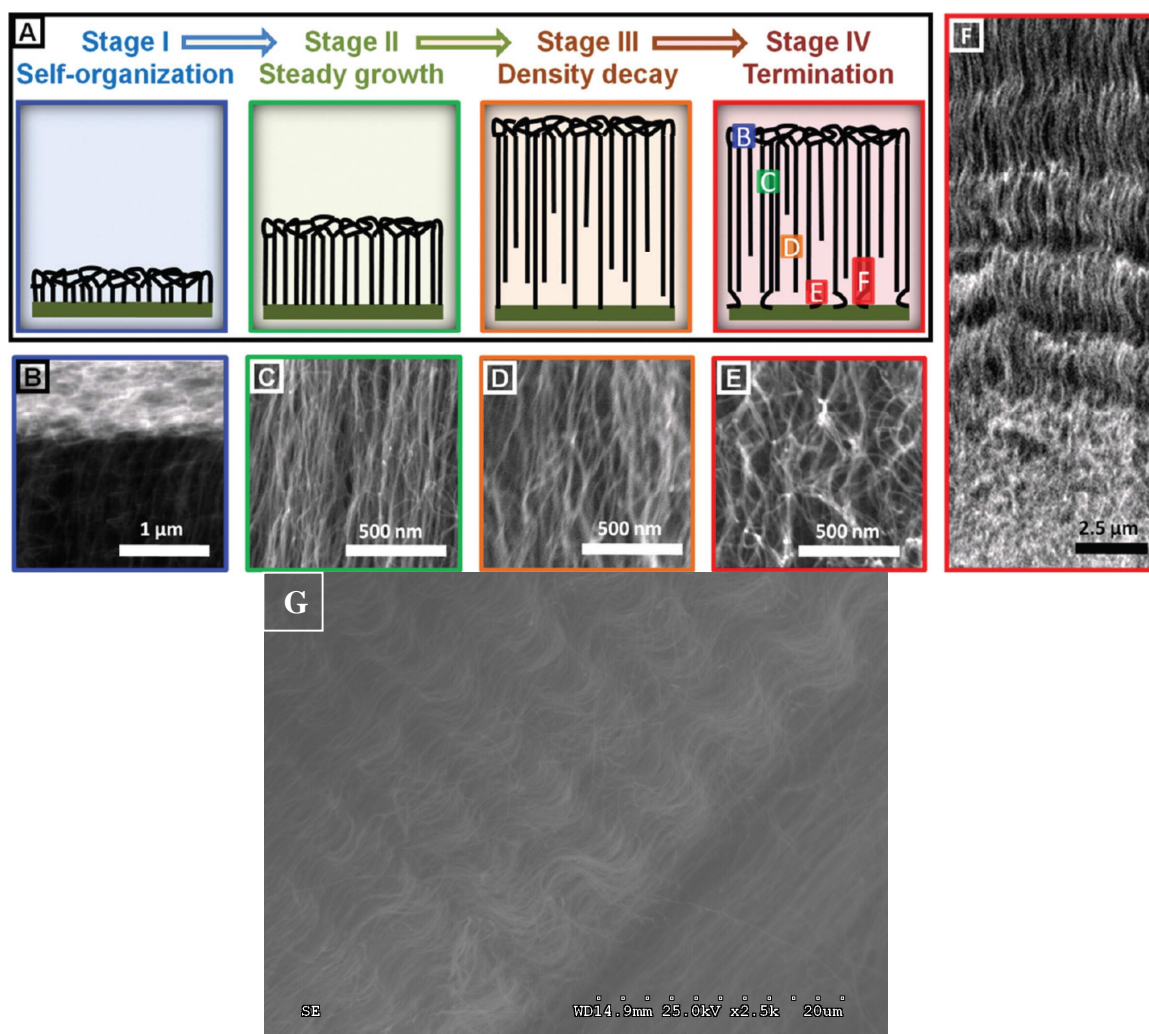 A
Stage I Stage II Stage III Stage IV
Self-organization Steady growth Density decay Termination
B
C
D
E
F
F
2.5 µm
B
1 µm
C
500 nm
D
500 nm
E
500 nm
G
SE WD14.9mm 25.0kV x2.5k 20um